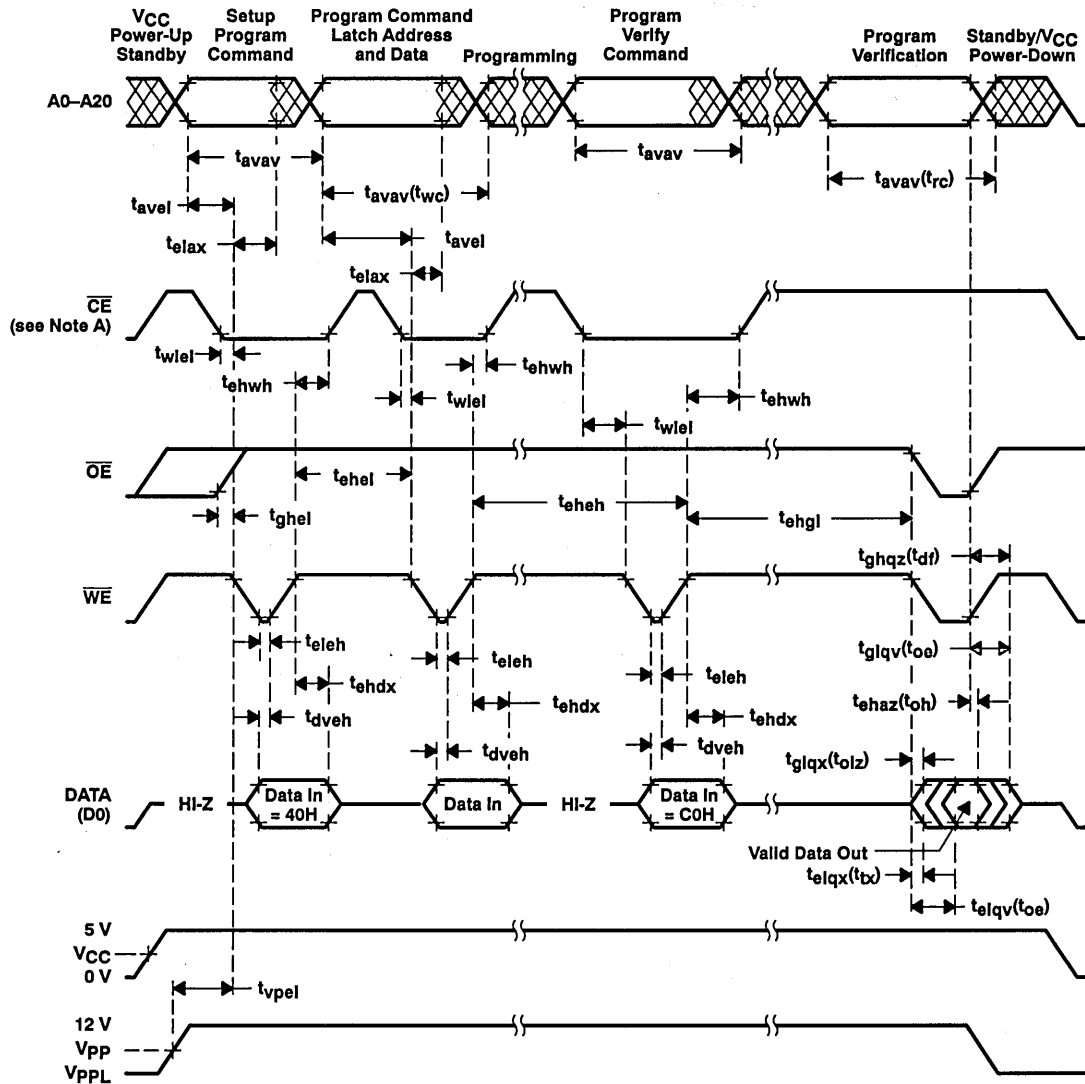 VCC
Power-Up
Standby
Setup
Program
Command
Program Command
Latch Address
and Data
Programming
Program
Verify
Command
Program
Verification
Standby/VCC
Power-Down
A0–A20
tavav
tavav
tavav(twc)
tavav(trc)
tavel
tavel
telax
telax
CE
(see Note A)
twlel
tehwh
twlel
tehwh
tehwh
twlel
OE
tehel
teheh
tghel
tehgl
tghqz(tdf)
WE
teleh
teleh
teleh
tglqv(toe)
tehdx
tehdx
tehdx
tehaz(toh)
tdveh
tdveh
tdveh
tglqx(tolz)
DATA
(D0)
HI-Z
Data In
= 40H
Data In
HI-Z
Data In
= C0H
Valid Data Out
telqx(ttx)
telqv(toe)
5 V
VCC
0 V
tvpel
12 V
VPP
VPPL